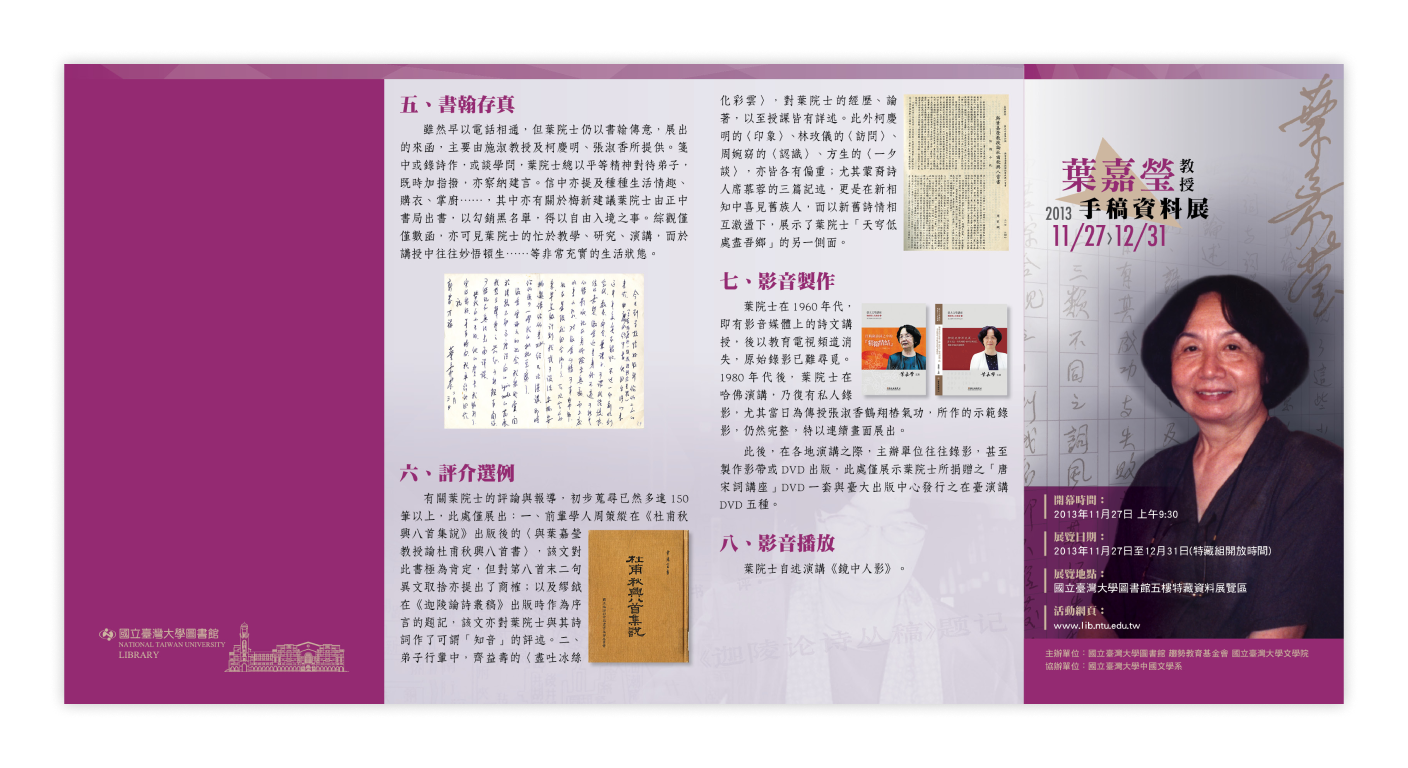 五、書翰存真
雖然早以電話相通，但葉院士仍以書翰傳意，展出
的來函，主要由施淑教授及柯慶明、張淑香所提供。箋
中或錄詩作，或談學問，葉院士總以平等精神對待弟子，
既時加指撥，亦察納建言。信中亦提及種種生活情趣、
購衣、掌廚⋯⋯，其中亦有關於梅新建議葉院士由正中
書局出書，以勾銷黑名單，得以自由入境之事。綜觀僅
僅數函，亦可見葉院士的忙於教學、研究、演講，而於
講授中往往妙悟頓生⋯⋯等非常充實的生活狀態。
六、評介選例
有關葉院士的評論與報導，初步蒐尋已然多達 150
筆以上，此處僅展出：一、前輩學人周策縱在《杜甫秋
興八首集說》出版後的〈與葉嘉瑩
教授論杜甫秋興八首書〉，該文對
此書極為肯定，但對第八首末二句
異文取捨亦提出了商榷；以及繆鉞
在《迦陵論詩叢稿》出版時作為序
言的題記，該文亦對葉院士與其詩
詞作了可謂「知音」的評述。二、
弟子行輩中，齊益壽的〈盡吐冰絲
杜甫秋興八首集說
化彩雲〉，對葉院士的經歷、論
著，以至授課皆有詳述。此外柯慶
明的〈印象〉、林玫儀的〈訪問〉、
周婉窈的〈認識〉、方生的〈一夕
談〉，亦皆各有偏重；尤其蒙裔詩
人席慕蓉的三篇記述，更是在新相
知中喜見舊族人，而以新舊詩情相
互激盪下，展示了葉院士「天穹低
處盡吾鄉」的另一側面。
七、影音製作
葉院士在 1960 年代，
即有影音媒體上的詩文講
授，後以教育電視頻道消
失，原始錄影已難尋覓。
1980 年代後，葉院士在
哈佛演講，乃復有私人錄
影，尤其當日為傳授張淑香鶴翔樁氣功，所作的示範錄
影，仍然完整，特以連續畫面展出。
此後，在各地演講之際，主辦單位往往錄影，甚至
製作影帶或 DVD 出版，此處僅展示葉院士所捐贈之「唐
宋詞講座」DVD 一套與臺大出版中心發行之在臺演講
DVD 五種。
八、影音播放
葉院士自述演講《鏡中人影》。
國立臺灣大學圖書館
NATIONAL TAIWAN UNIVERSITY
LIBRARY
葉嘉瑩
葉嘉瑩 教授
2013 手稿資料展
11/27›12/31
開幕時間：
2013年11月27日 上午9:30
展覽日期：
2013年11月27日至12月31日(特藏組開放時間)
展覽地點：
國立臺灣大學圖書館五樓特藏資料展覽區
活動網頁：
www.lib.ntu.edu.tw
主辦單位：國立臺灣大學圖書館 趨勢教育基金會 國立臺灣大學文學院
協辦單位：國立臺灣大學中國文學系